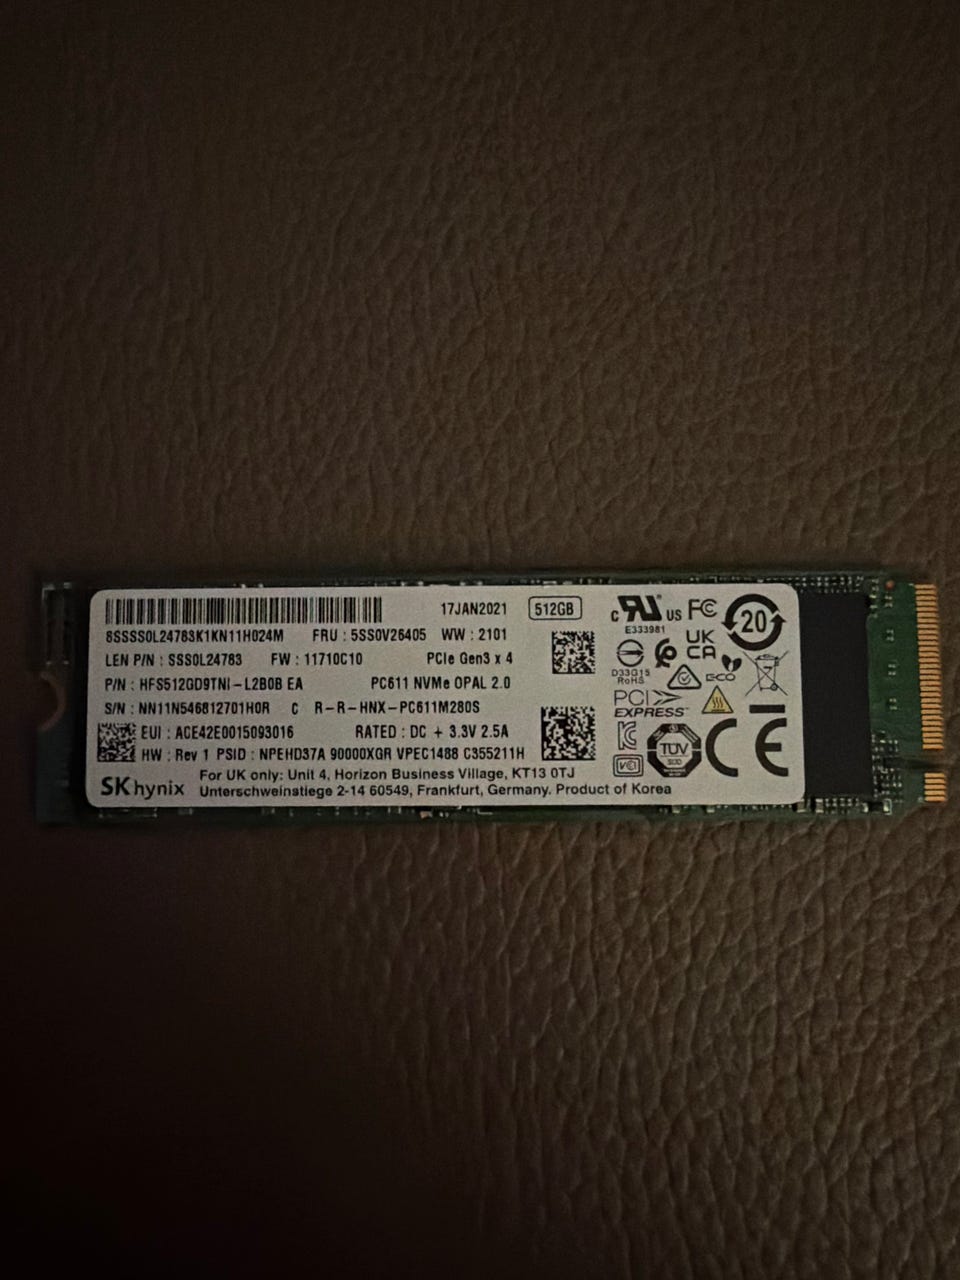 17JAN2021 512GB
8SSSS0L24783K1KN11H024M FRU : 5SS0V26405 WW : 2101
LEN P/N : SSS0L24783 FW : 11710C10 PCIe Gen3 x 4
P/N : HFS512GD9TNI-L2B0B EA PC611 NVMe OPAL 2.0
S/N : NN11N546812701H0R C R-R-HNX-PC611M280S
EUI : ACE42E0015093016 RATED : DC + 3.3V 2.5A
HW : Rev 1 PSID : NPEHD37A 90000XGR VPEC1488 C355211H
SK hynix
For UK only: Unit 4, Horizon Business Village, KT13 0TJ
Unterschweinstiege 2-14 60549, Frankfurt, Germany. Product of Korea
c RU US FC 20
E333981
UK
CA
D33G15
RoHS
ECO
PCI
EXPRESS
VCI
TÜV
SÜD
CE